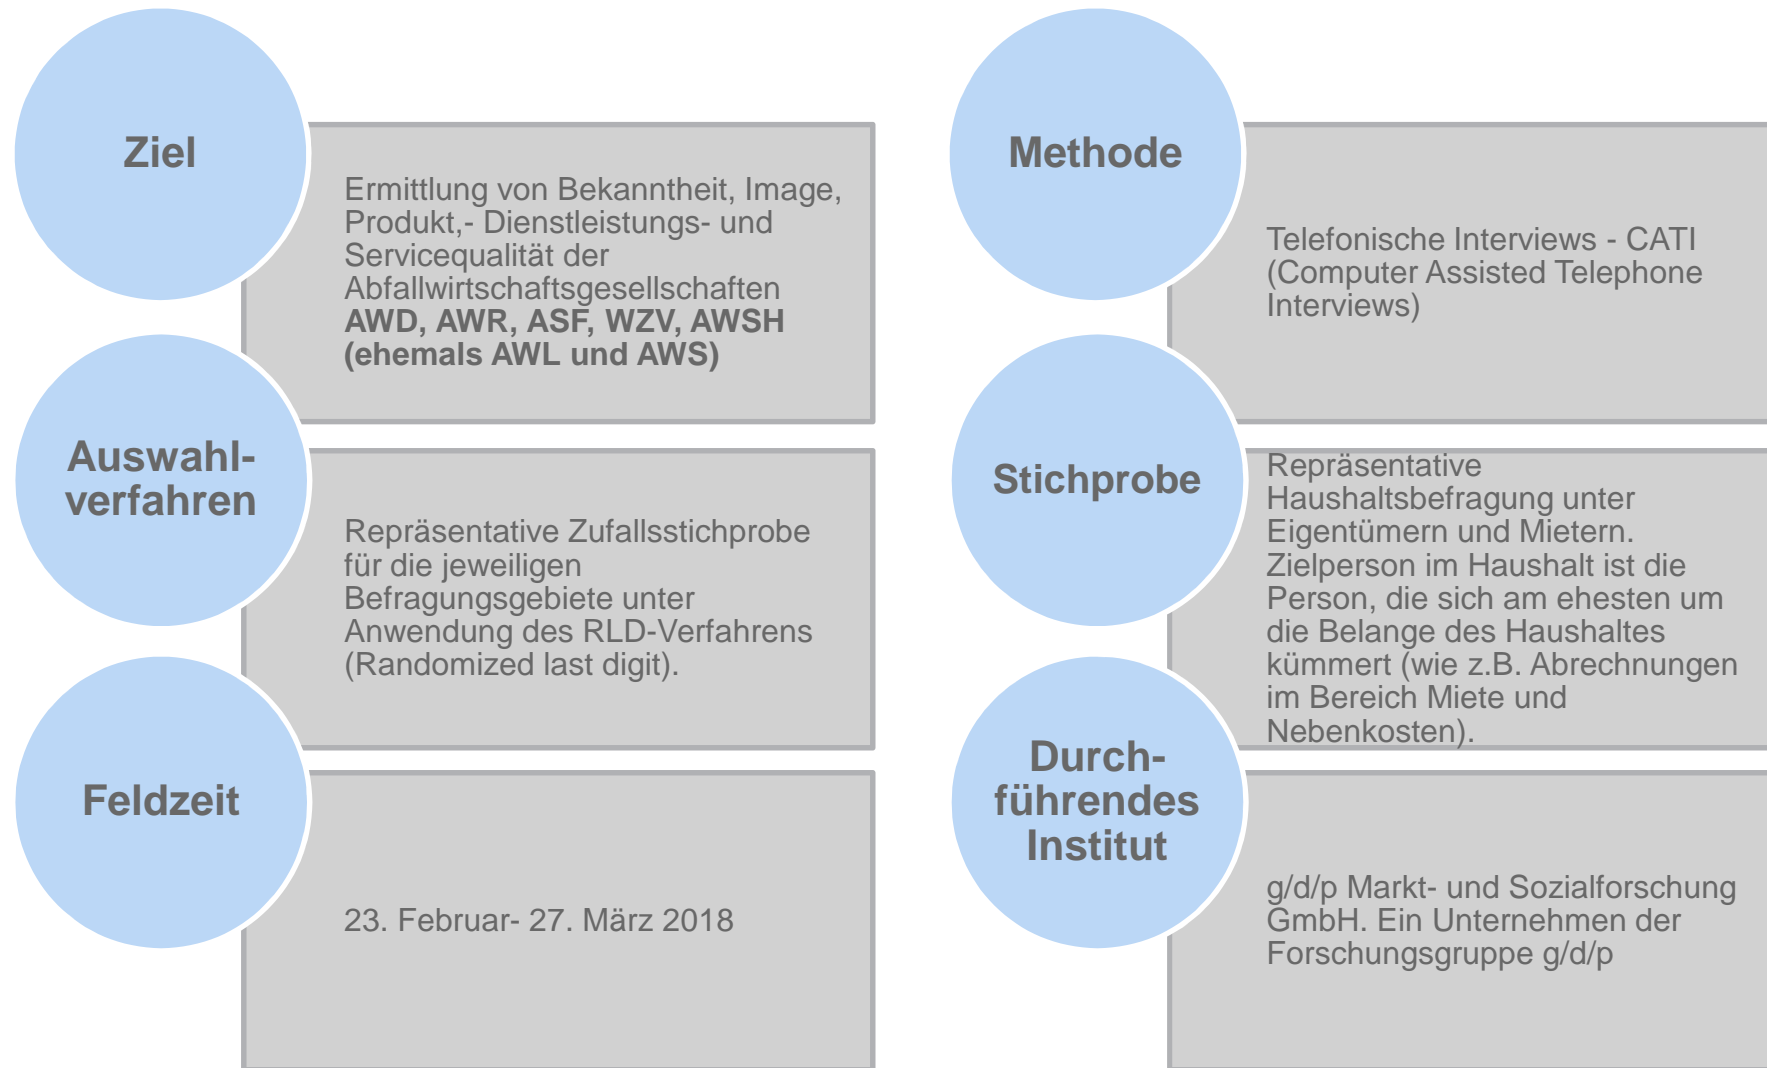 Ziel
Ermittlung von Bekanntheit, Image,
Produkt,- Dienstleistungs- und
Servicequalität der
Abfallwirtschaftsgesellschaften
AWD, AWR, ASF, WZV, AWSH
(ehemals AWL und AWS)
Auswahl-
verfahren
Repräsentative Zufallsstichprobe
für die jeweiligen
Befragungsgebiete unter
Anwendung des RLD-Verfahrens
(Randomized last digit).
Feldzeit
23. Februar- 27. März 2018
Methode
Telefonische Interviews - CATI
(Computer Assisted Telephone
Interviews)
Stichprobe
Repräsentative
Haushaltsbefragung unter
Eigentümern und Mietern.
Zielperson im Haushalt ist die
Person, die sich am ehesten um
die Belange des Haushaltes
kümmert (wie z.B. Abrechnungen
im Bereich Miete und
Nebenkosten).
Durch-
führendes
Institut
g/d/p Markt- und Sozialforschung
GmbH. Ein Unternehmen der
Forschungsgruppe g/d/p